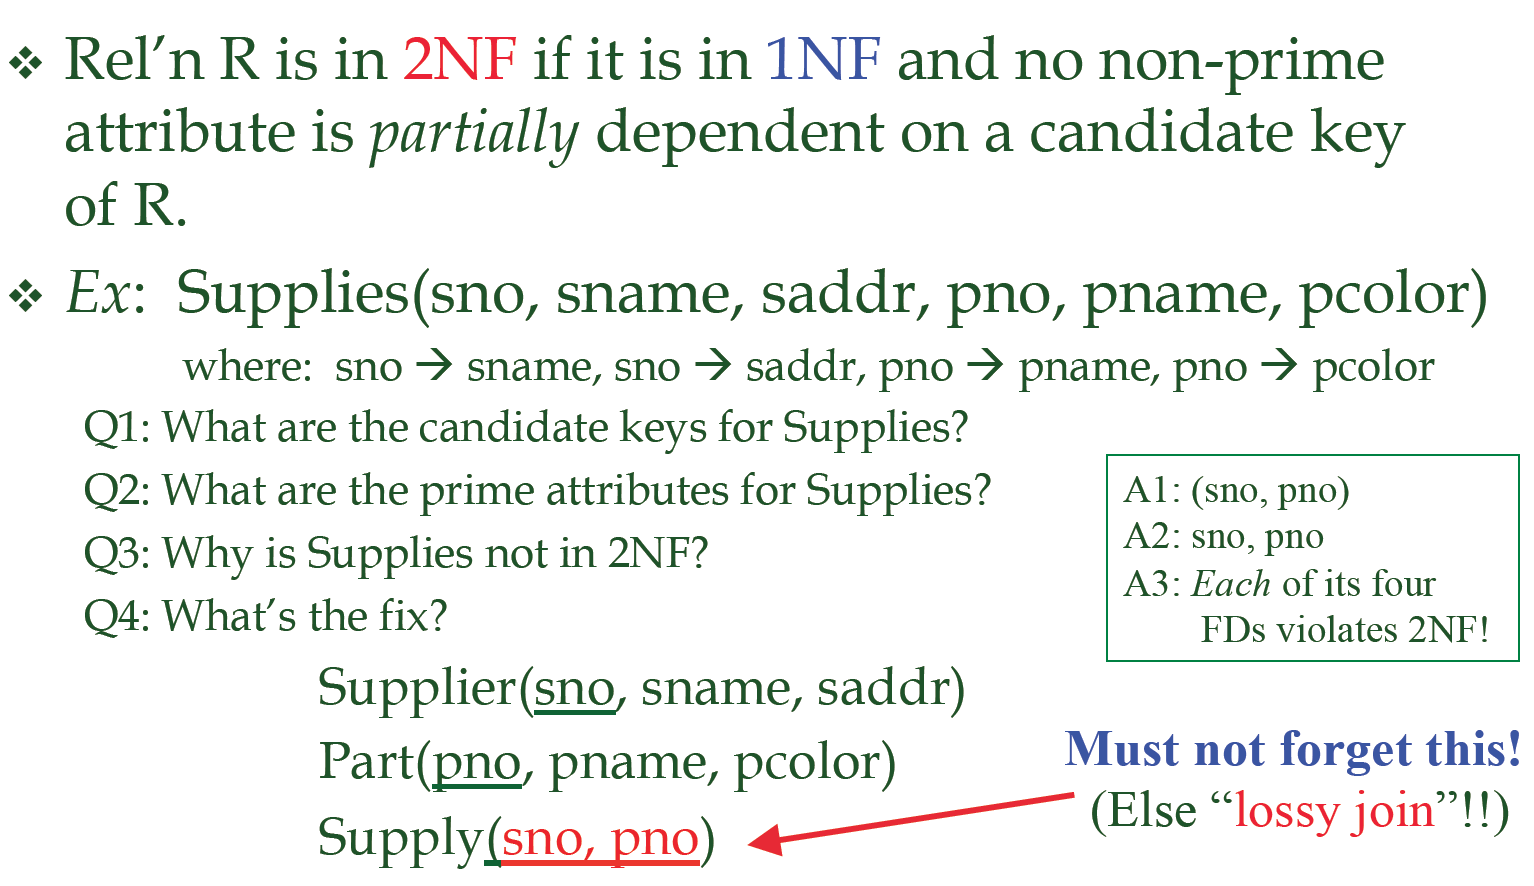 ❖ Rel’n R is in 2NF if it is in 1NF and no non-prime
attribute is partially dependent on a candidate key
of R.
❖ Ex: Supplies(sno, sname, saddr, pno, pname, pcolor)
where: sno → sname, sno → saddr, pno → pname, pno → pcolor
Q1: What are the candidate keys for Supplies?
Q2: What are the prime attributes for Supplies?
Q3: Why is Supplies not in 2NF?
Q4: What’s the fix?
A1: (sno, pno)
A2: sno, pno
A3: Each of its four
FDs violates 2NF!
Supplier(sno, sname, saddr)
Part(pno, pname, pcolor)
Supply(sno, pno)
Must not forget this!
(Else “lossy join”!!)